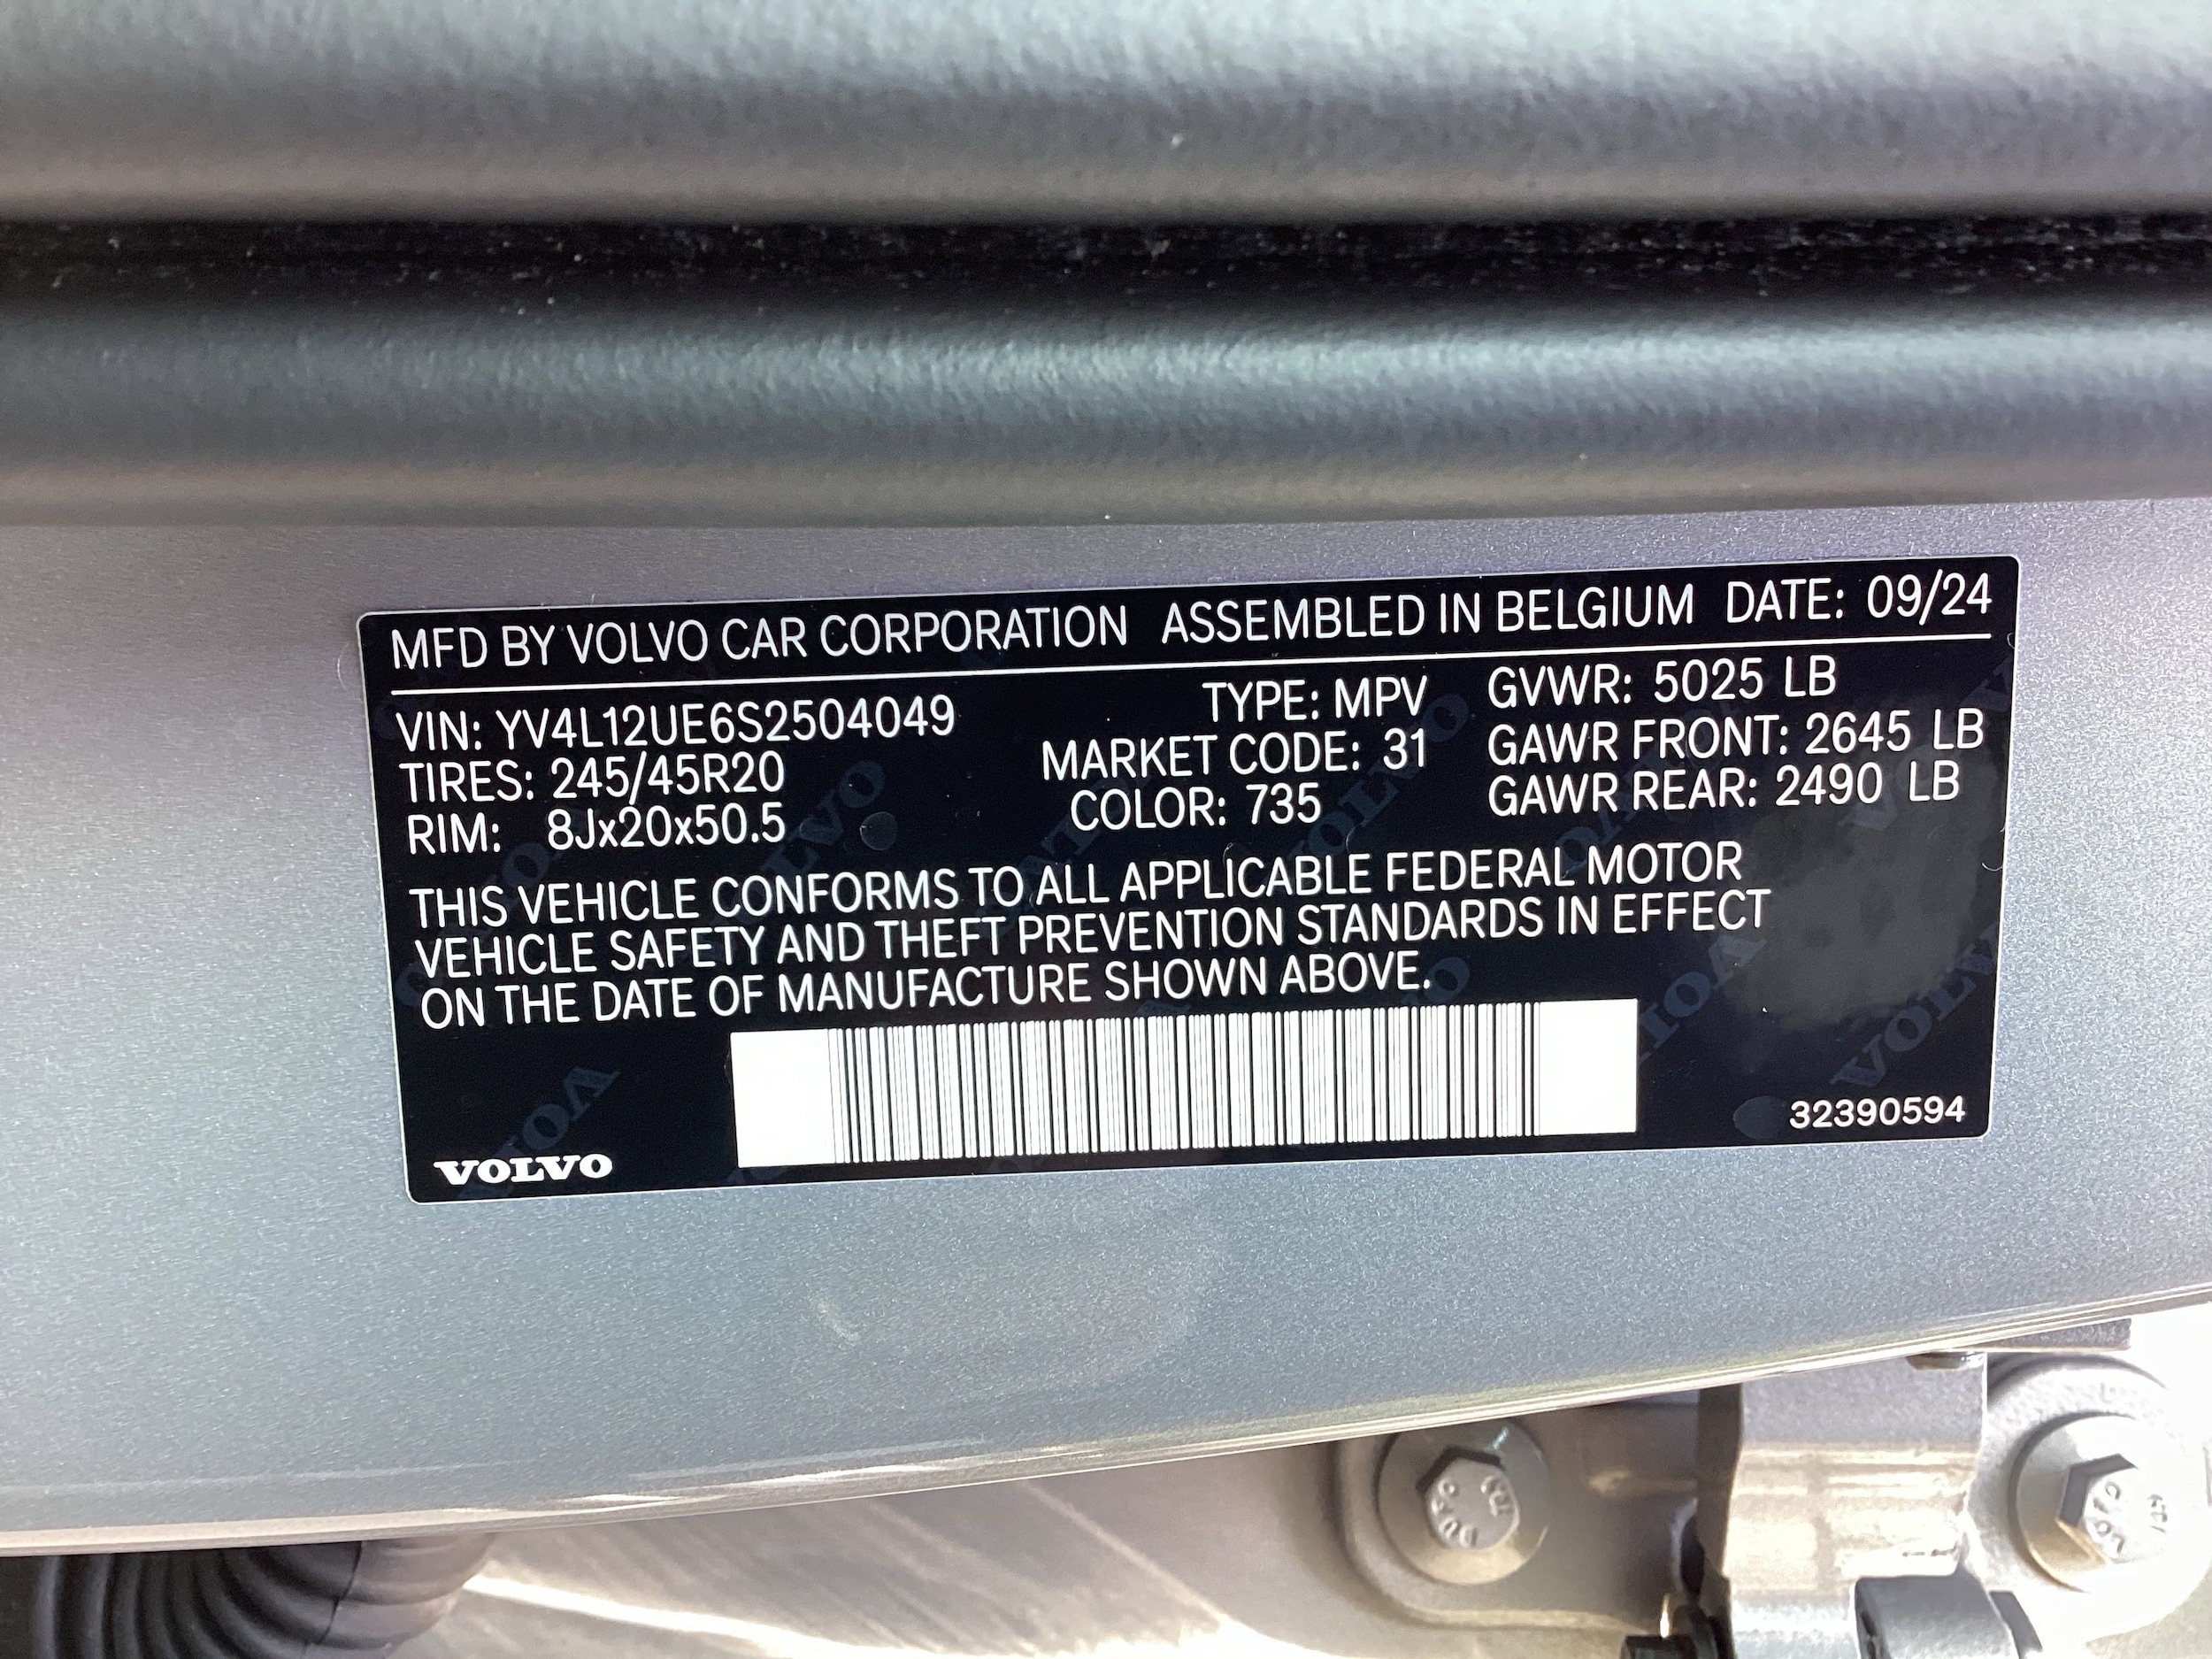 MFD BY VOLVO CAR CORPORATION ASSEMBLED IN BELGIUM DATE: 09/24
VIN: YV4L12UE6S2504049 TYPE: MPV GVWR: 5025 LB
TIRES: 245/45R20 MARKET CODE: 31 GAWR FRONT: 2645 LB
RIM: 8Jx20x50.5 COLOR: 735 GAWR REAR: 2490 LB
THIS VEHICLE CONFORMS TO ALL APPLICABLE FEDERAL MOTOR
VEHICLE SAFETY AND THEFT PREVENTION STANDARDS IN EFFECT
ON THE DATE OF MANUFACTURE SHOWN ABOVE.
VOLVO
32390594